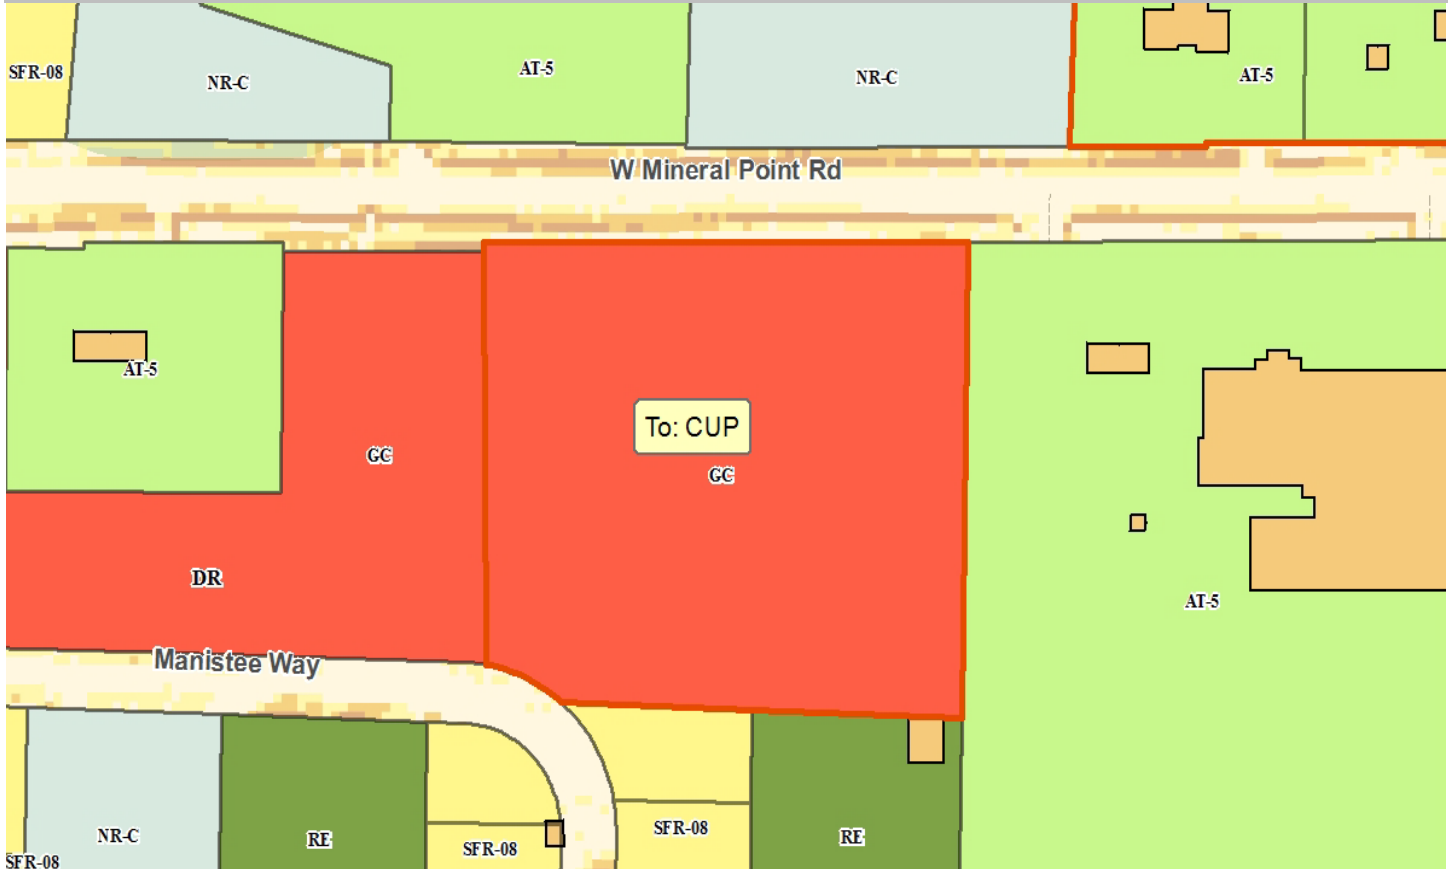 SFR-08
NR-C
AT-5
NR-C
AT-5
W Mineral Point Rd
AT-5
To: CUP
GC
GC
DR
AT-5
Manistee Way
NR-C
RE
SFR-08
SFR-08
RE
SFR-08